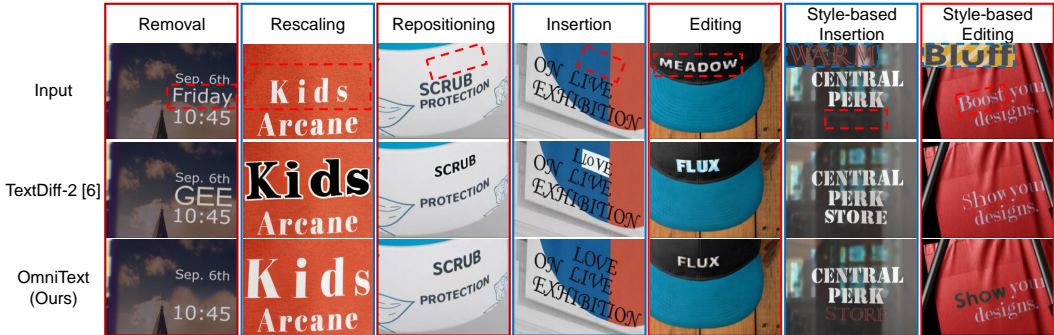 Removal Rescaling Repositioning Insertion Editing Style-based Insertion Style-based Editing
Input
Sep. 6th
Friday
10:45
Kids
Arcane
SCRUB
PROTECTION
ON LIVE
EXHIBITION
MEADOW
WARM
CENTRAL
PERK
Bluff
Boost your
designs.
TextDiff-2 [6]
Sep. 6th
GEE
10:45
Kids
Arcane
SCRUB
PROTECTION
LIOVE
ON LIVE
EXHIBITION
FLUX
CENTRAL
PERK
STORE
Show your
designs.
OmniText
(Ours)
Sep. 6th
10:45
Kids
Arcane
SCRUB
PROTECTION
LOVE
ON LIVE
EXHIBITION
FLUX
CENTRAL
PERK
STORE
Show your
designs.